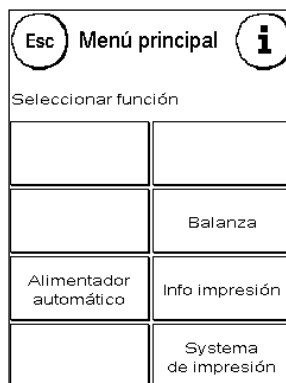 Esc Menú principal i
Seleccionar función
Balanza
Alimentador
automático
Info impresión
Systema
de impresión